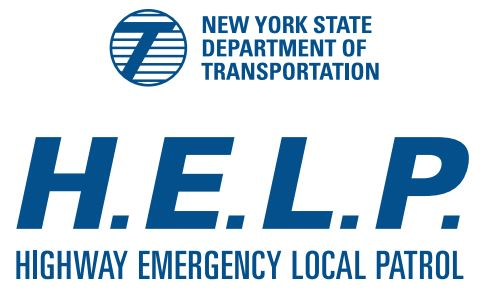 NEW YORK STATE
DEPARTMENT OF
TRANSPORTATION
H.E.L.P.
HIGHWAY EMERGENCY LOCAL PATROL